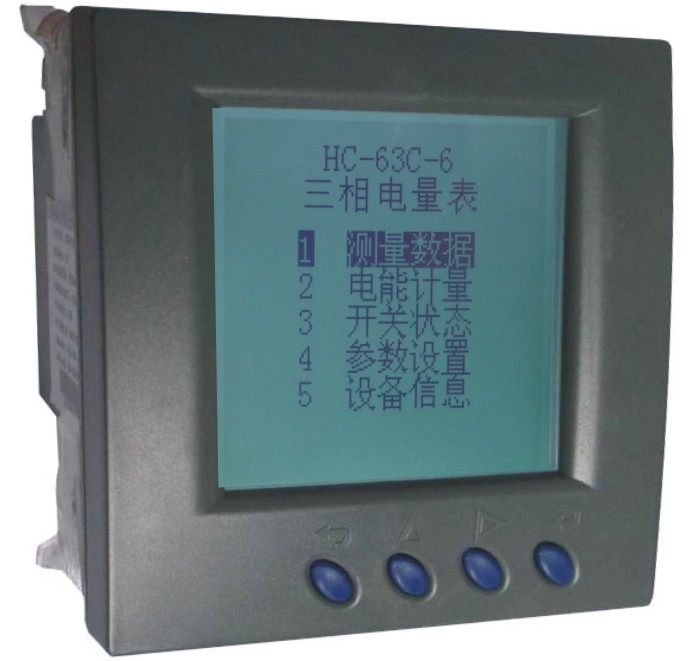 HC-63C-6
三相电量表
1 测量数据
2 电能计量
3 开关状态
4 参数设置
5 设备信息